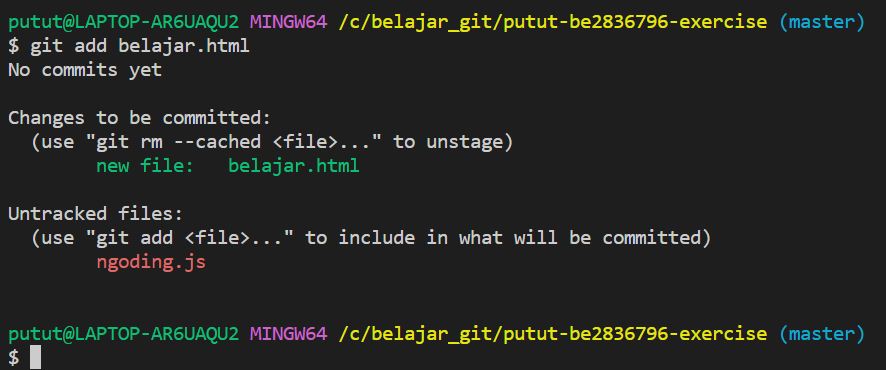 putut@LAPTOP-AR6UAQU2 MINGW64 /c/belajar_git/putut-be2836796-exercise (master)
$ git add belajar.html
No commits yet
Changes to be committed:
(use "git rm --cached <file>..." to unstage)
new file: belajar.html
Untracked files:
(use "git add <file>..." to include in what will be committed)
ngoding.js
putut@LAPTOP-AR6UAQU2 MINGW64 /c/belajar_git/putut-be2836796-exercise (master)
$